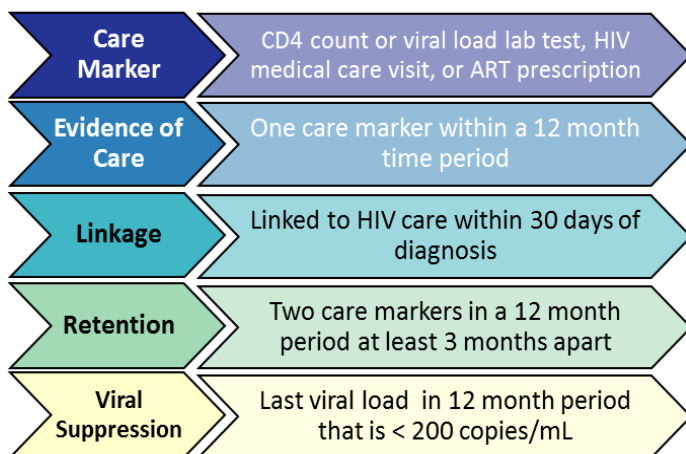 Care
Marker
CD4 count or viral load lab test, HIV
medical care visit, or ART prescription
Evidence of
Care
One care marker within a 12 month
time period
Linkage
Linked to HIV care within 30 days of
diagnosis
Retention
Two care markers in a 12 month
period at least 3 months apart
Viral
Suppression
Last viral load in 12 month period
that is < 200 copies/mL